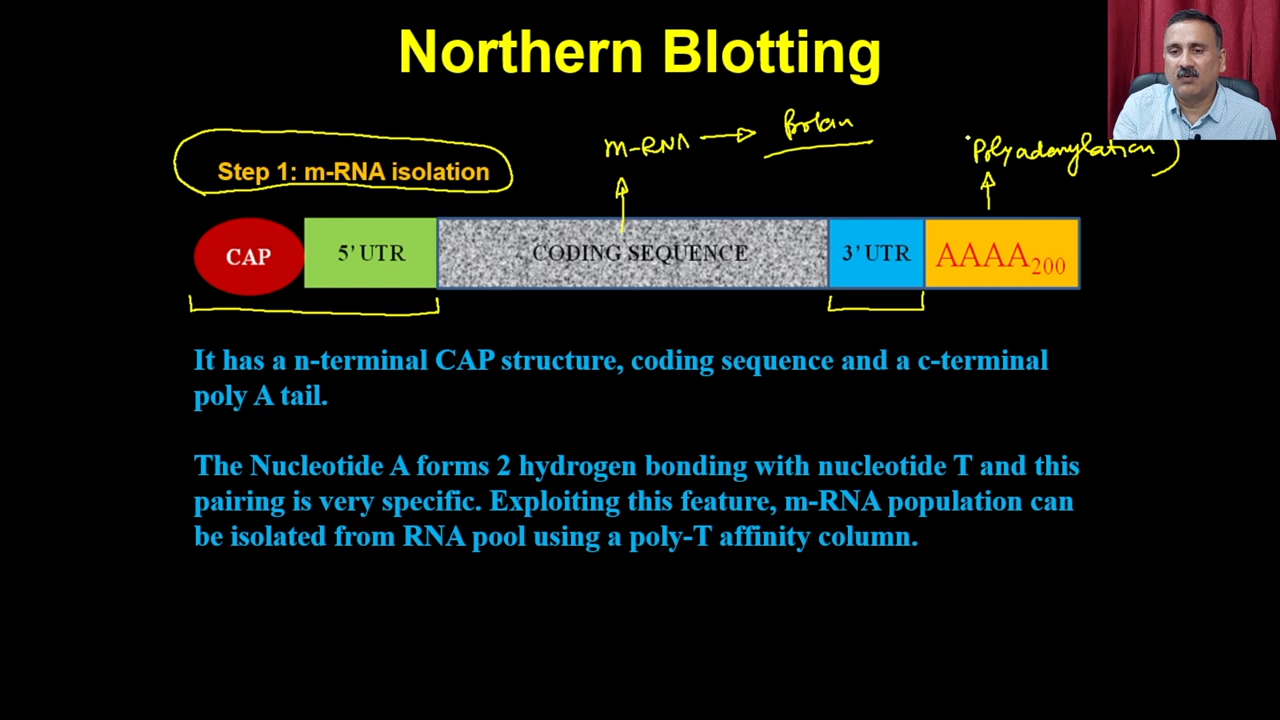 Northern Blotting
m-RNA → Protein
Polyadenylation
Step 1: m-RNA isolation
CAP 5' UTR CODING SEQUENCE 3' UTR AAAA200
It has a n-terminal CAP structure, coding sequence and a c-terminal
poly A tail.
The Nucleotide A forms 2 hydrogen bonding with nucleotide T and this
pairing is very specific. Exploiting this feature, m-RNA population can
be isolated from RNA pool using a poly-T affinity column.